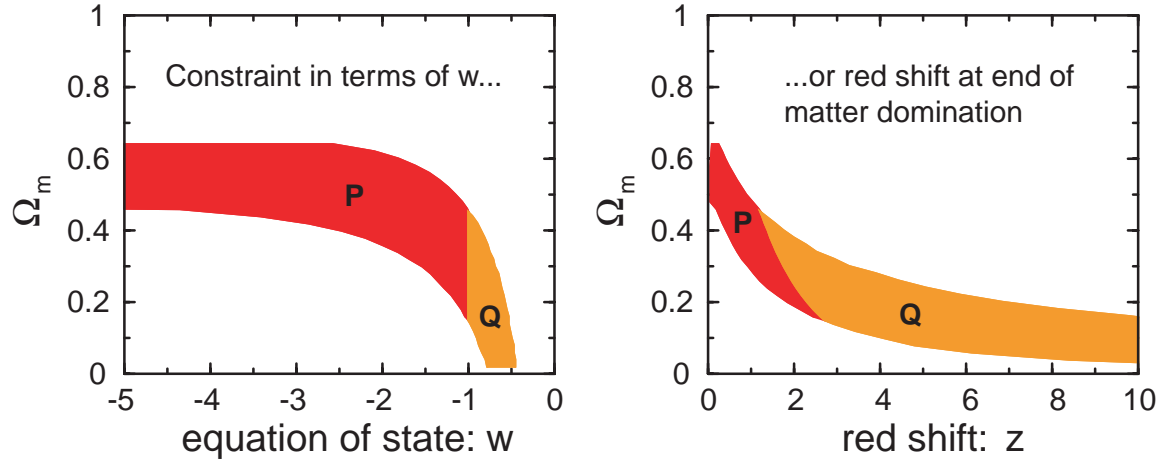 1
0.8
0.6
0.4
0.2
0
Ωm
Constraint in terms of w...
P
Q
-5 -4 -3 -2 -1 0
equation of state: w
1
0.8
0.6
0.4
0.2
0
Ωm
...or red shift at end of
matter domination
P
Q
0 2 4 6 8 10
red shift: z